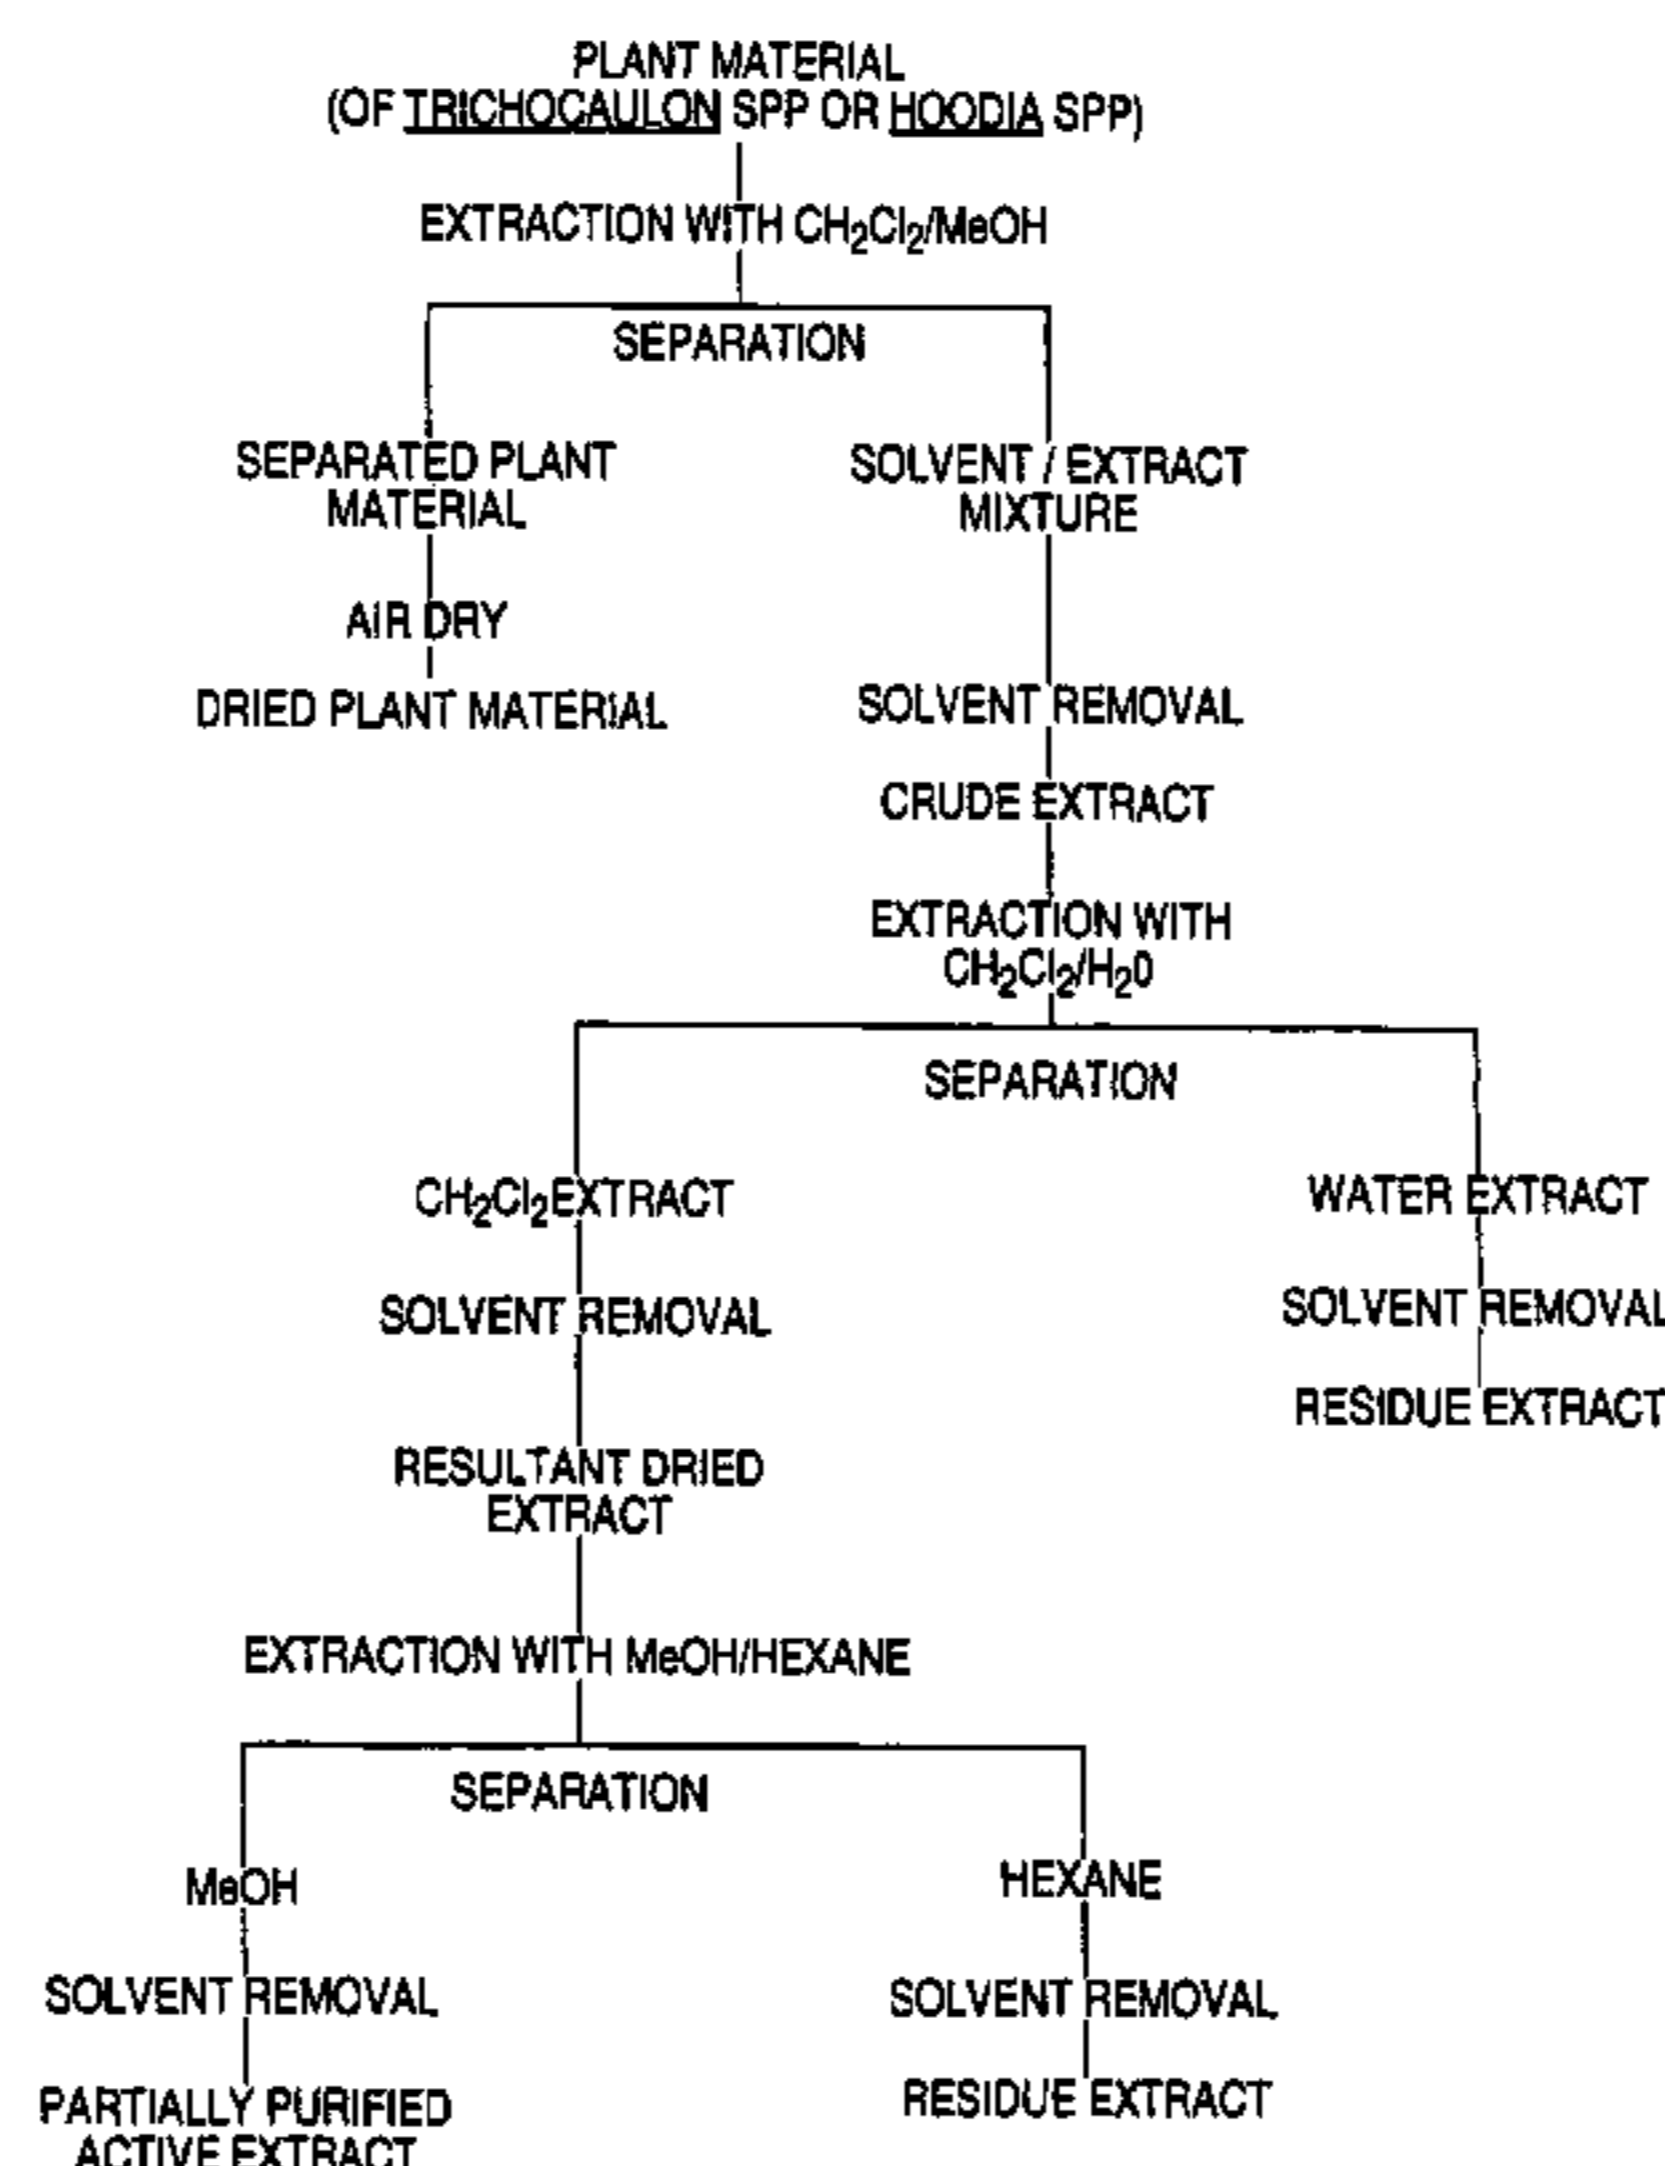 PLANT MATERIAL
(OF TRICHOCAULON SPP OR HOODIA SPP)
EXTRACTION WITH CH₂Cl₂/MeOH
SEPARATION
SEPARATED PLANT
MATERIAL
AIR DRY
DRIED PLANT MATERIAL
SOLVENT / EXTRACT
MIXTURE
SOLVENT REMOVAL
CRUDE EXTRACT
EXTRACTION WITH
CH₂Cl₂/H₂0
SEPARATION
CH₂Cl₂EXTRACT
SOLVENT REMOVAL
RESULTANT DRIED
EXTRACT
WATER EXTRACT
SOLVENT REMOVAL
RESIDUE EXTRACT
EXTRACTION WITH MeOH/HEXANE
SEPARATION
MeOH
SOLVENT REMOVAL
PARTIALLY PURIFIED
ACTIVE EXTRACT
HEXANE
SOLVENT REMOVAL
RESIDUE EXTRACT